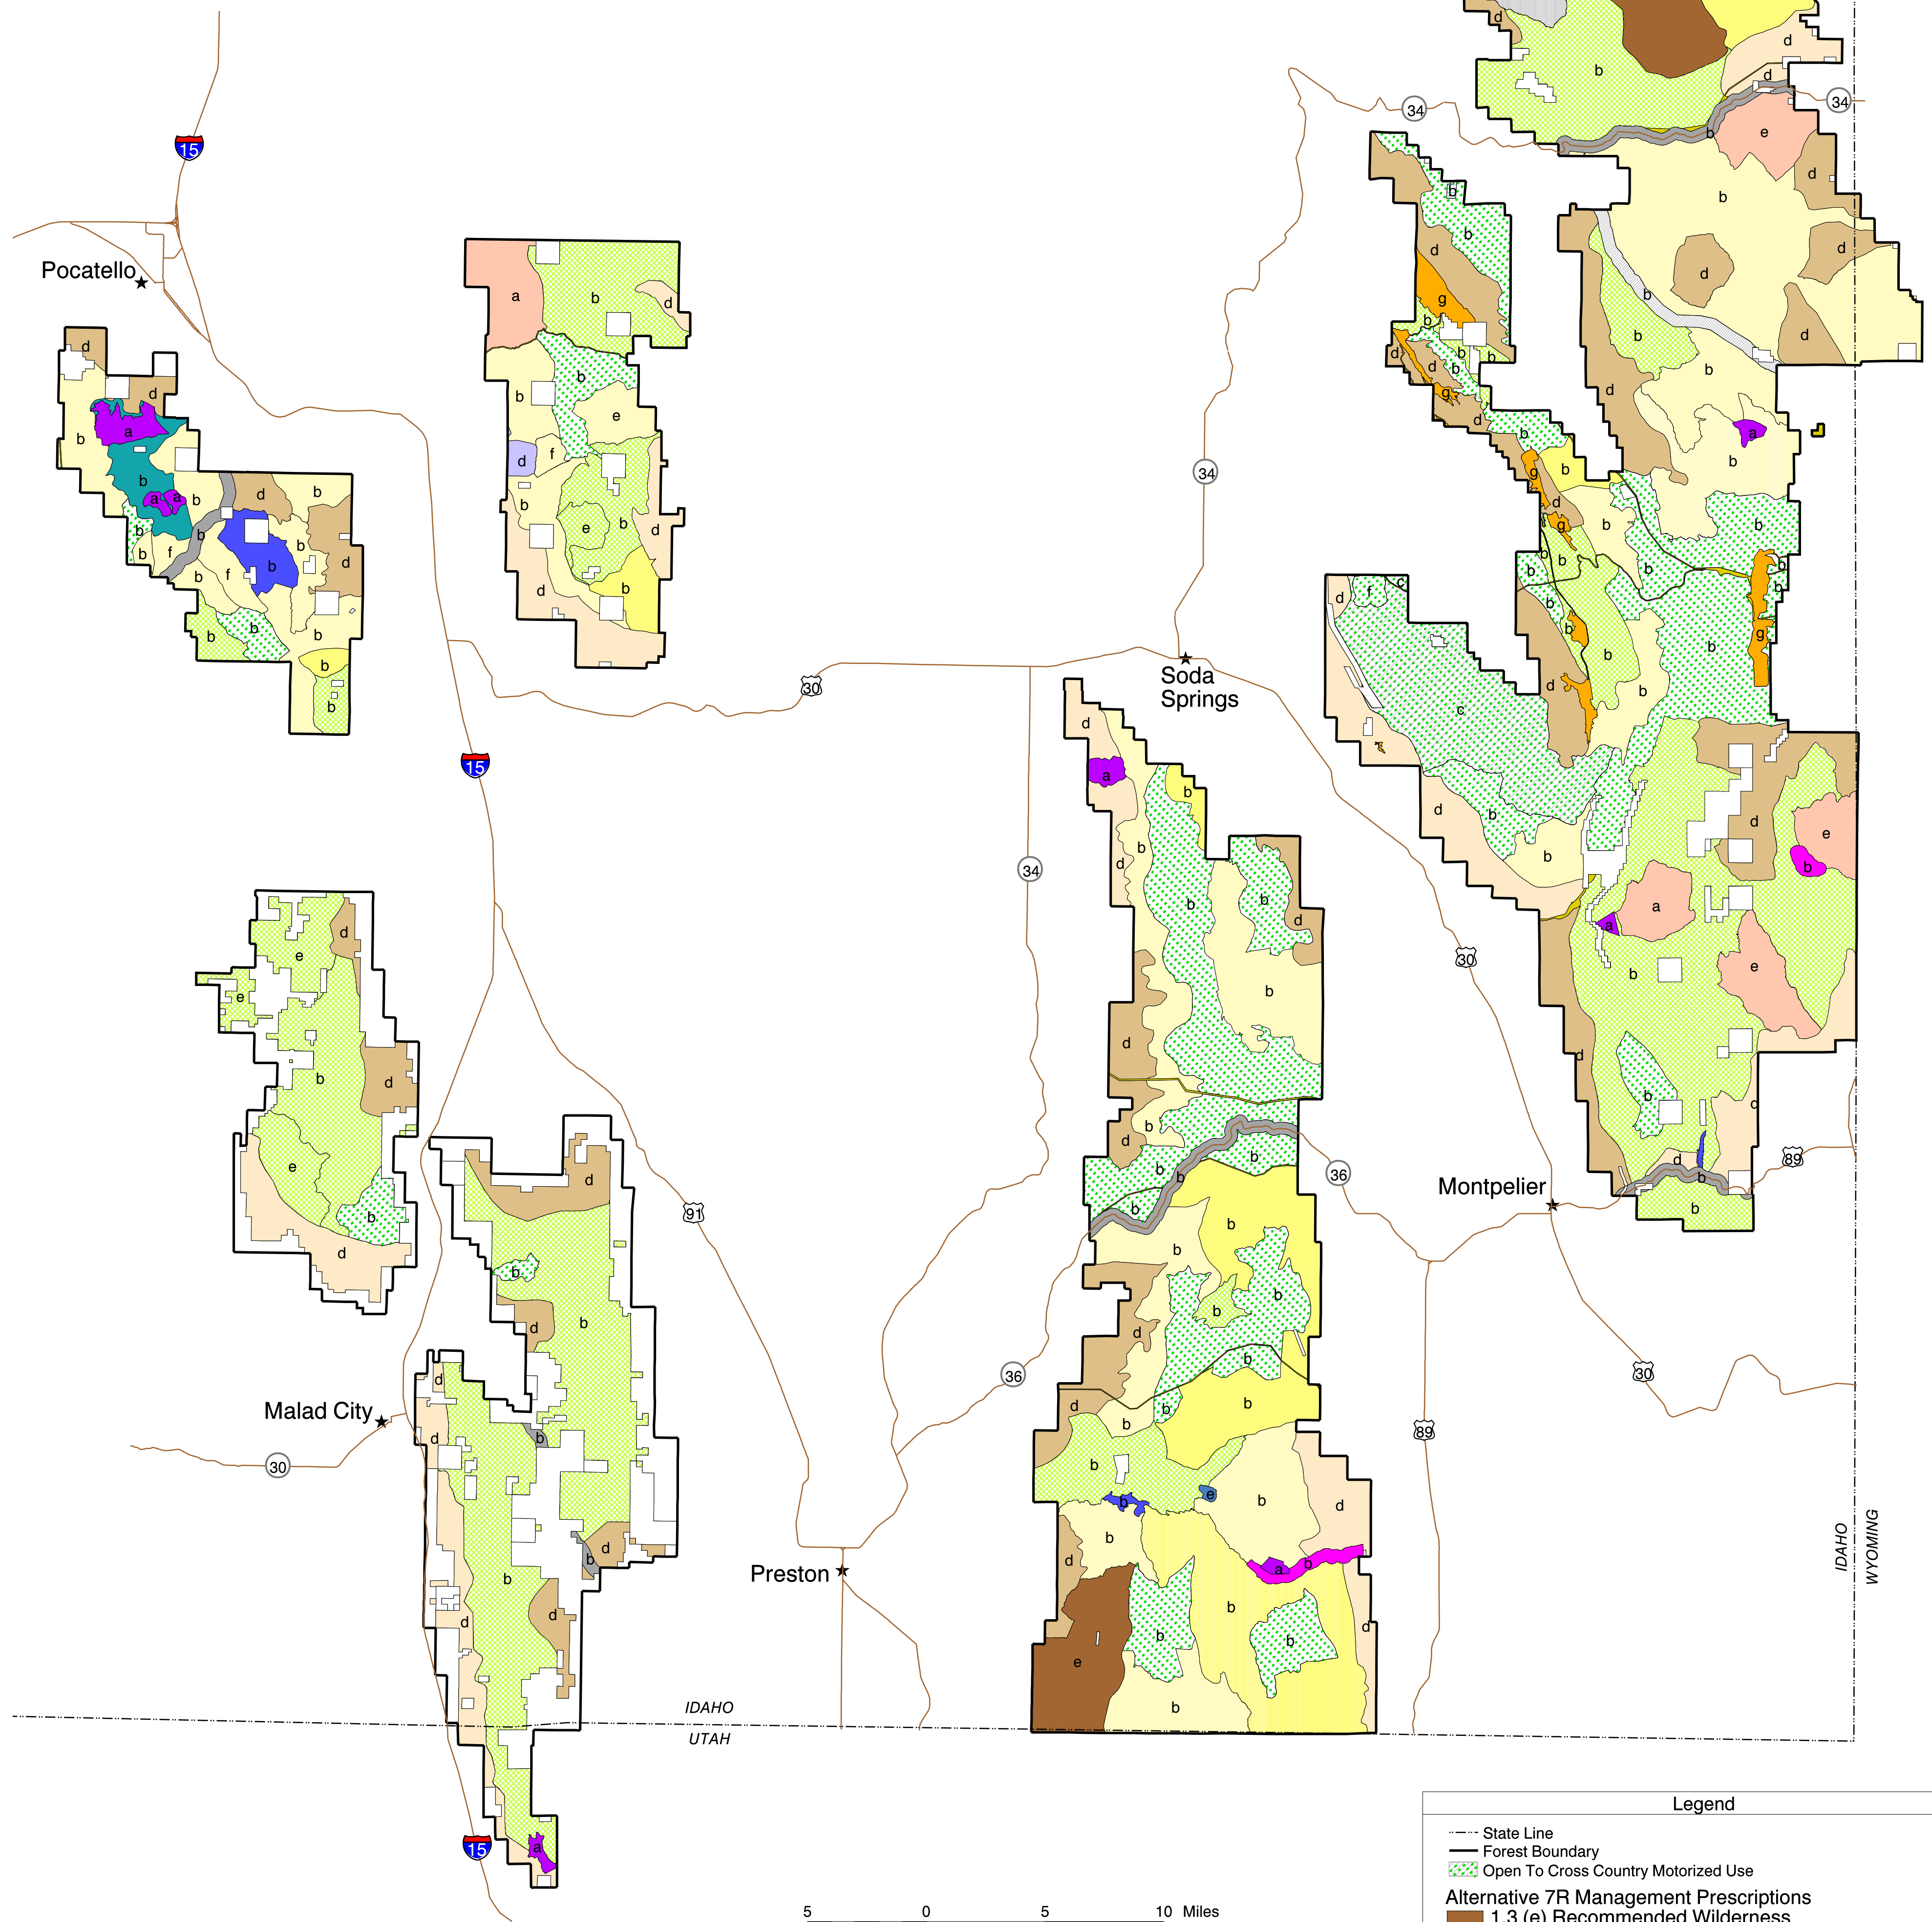 Pocatello
Soda
Springs
Montpelier
Malad City
Preston
15
15
15
30
30
30
30
34
34
34
34
36
36
89
89
91
IDAHO
UTAH
IDAHO
WYOMING
5 0 5 10 Miles
Legend
State Line
Forest Boundary
Open To Cross Country Motorized Use
Alternative 7R Management Prescriptions
1.3 (e) Recommended Wilderness